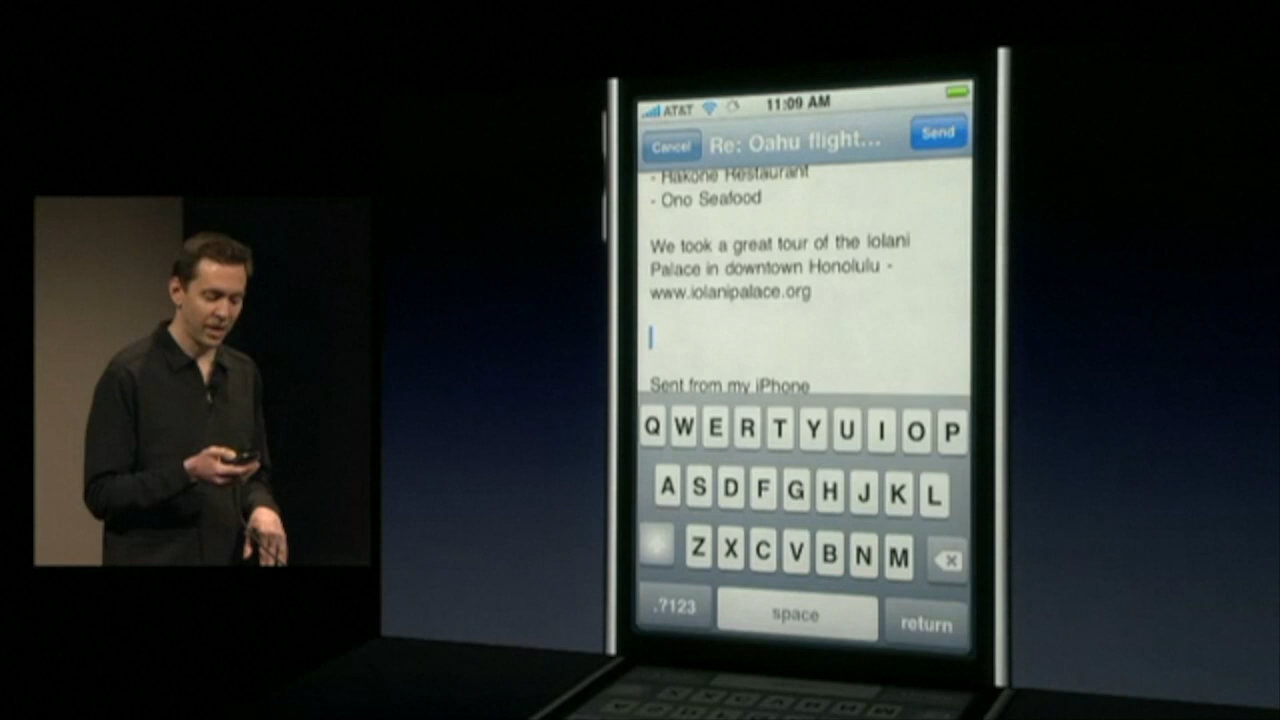 AT&T 11:09 AM
Cancel Re: Oahu flight... Send
- Hakone Restaurant
- Ono Seafood
We took a great tour of the Iolani
Palace in downtown Honolulu -
www.iolanipalace.org
Sent from my iPhone
Q W E R T Y U I O P
A S D F G H J K L
Z X C V B N M
.?123 space return